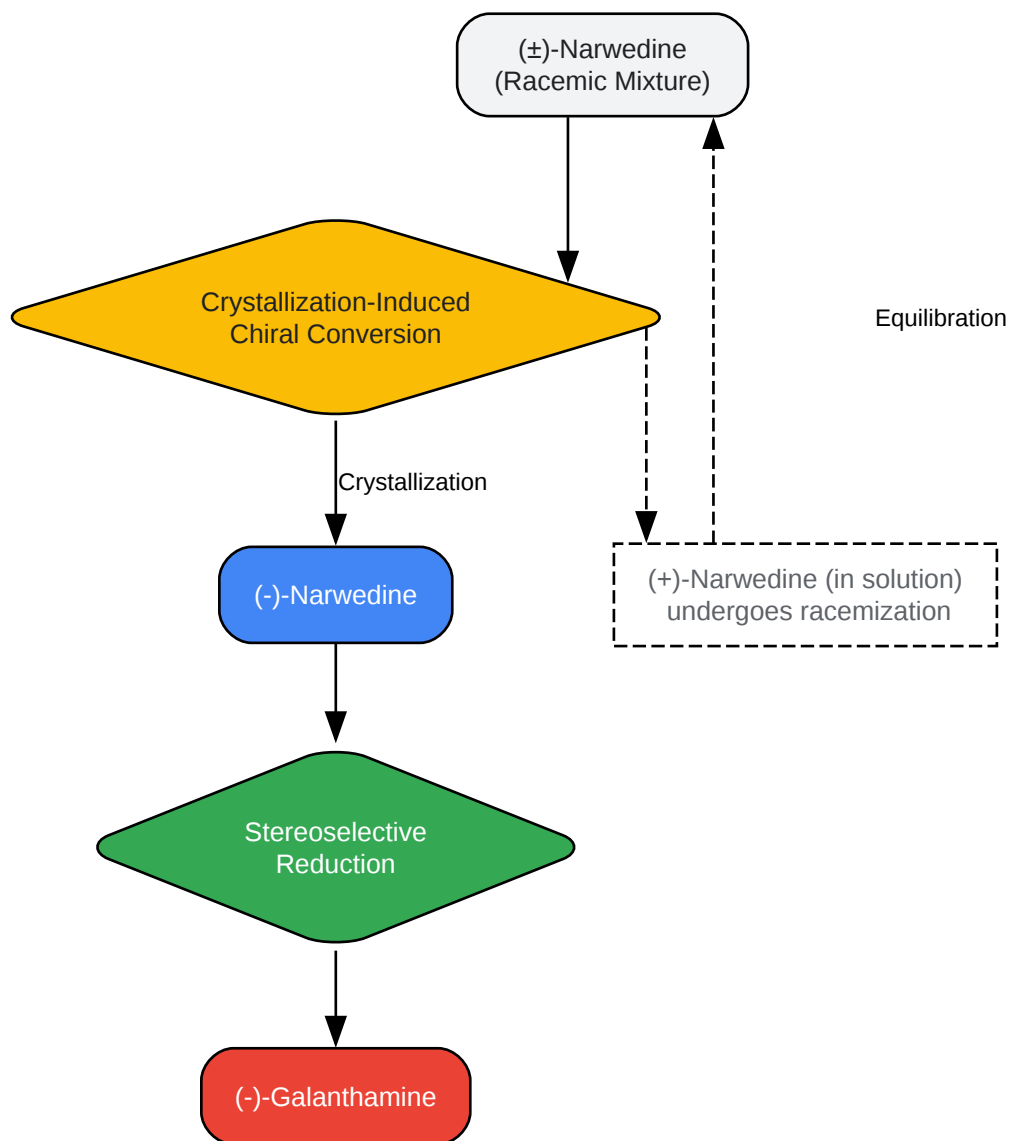 (±)-Narwedine
(Racemic Mixture)
Crystallization-Induced
Chiral Conversion
Equilibration
Crystallization
(-)-Narwedine
(+)-Narwedine (in solution)
undergoes racemization
Stereoselective
Reduction
(-)-Galanthamine